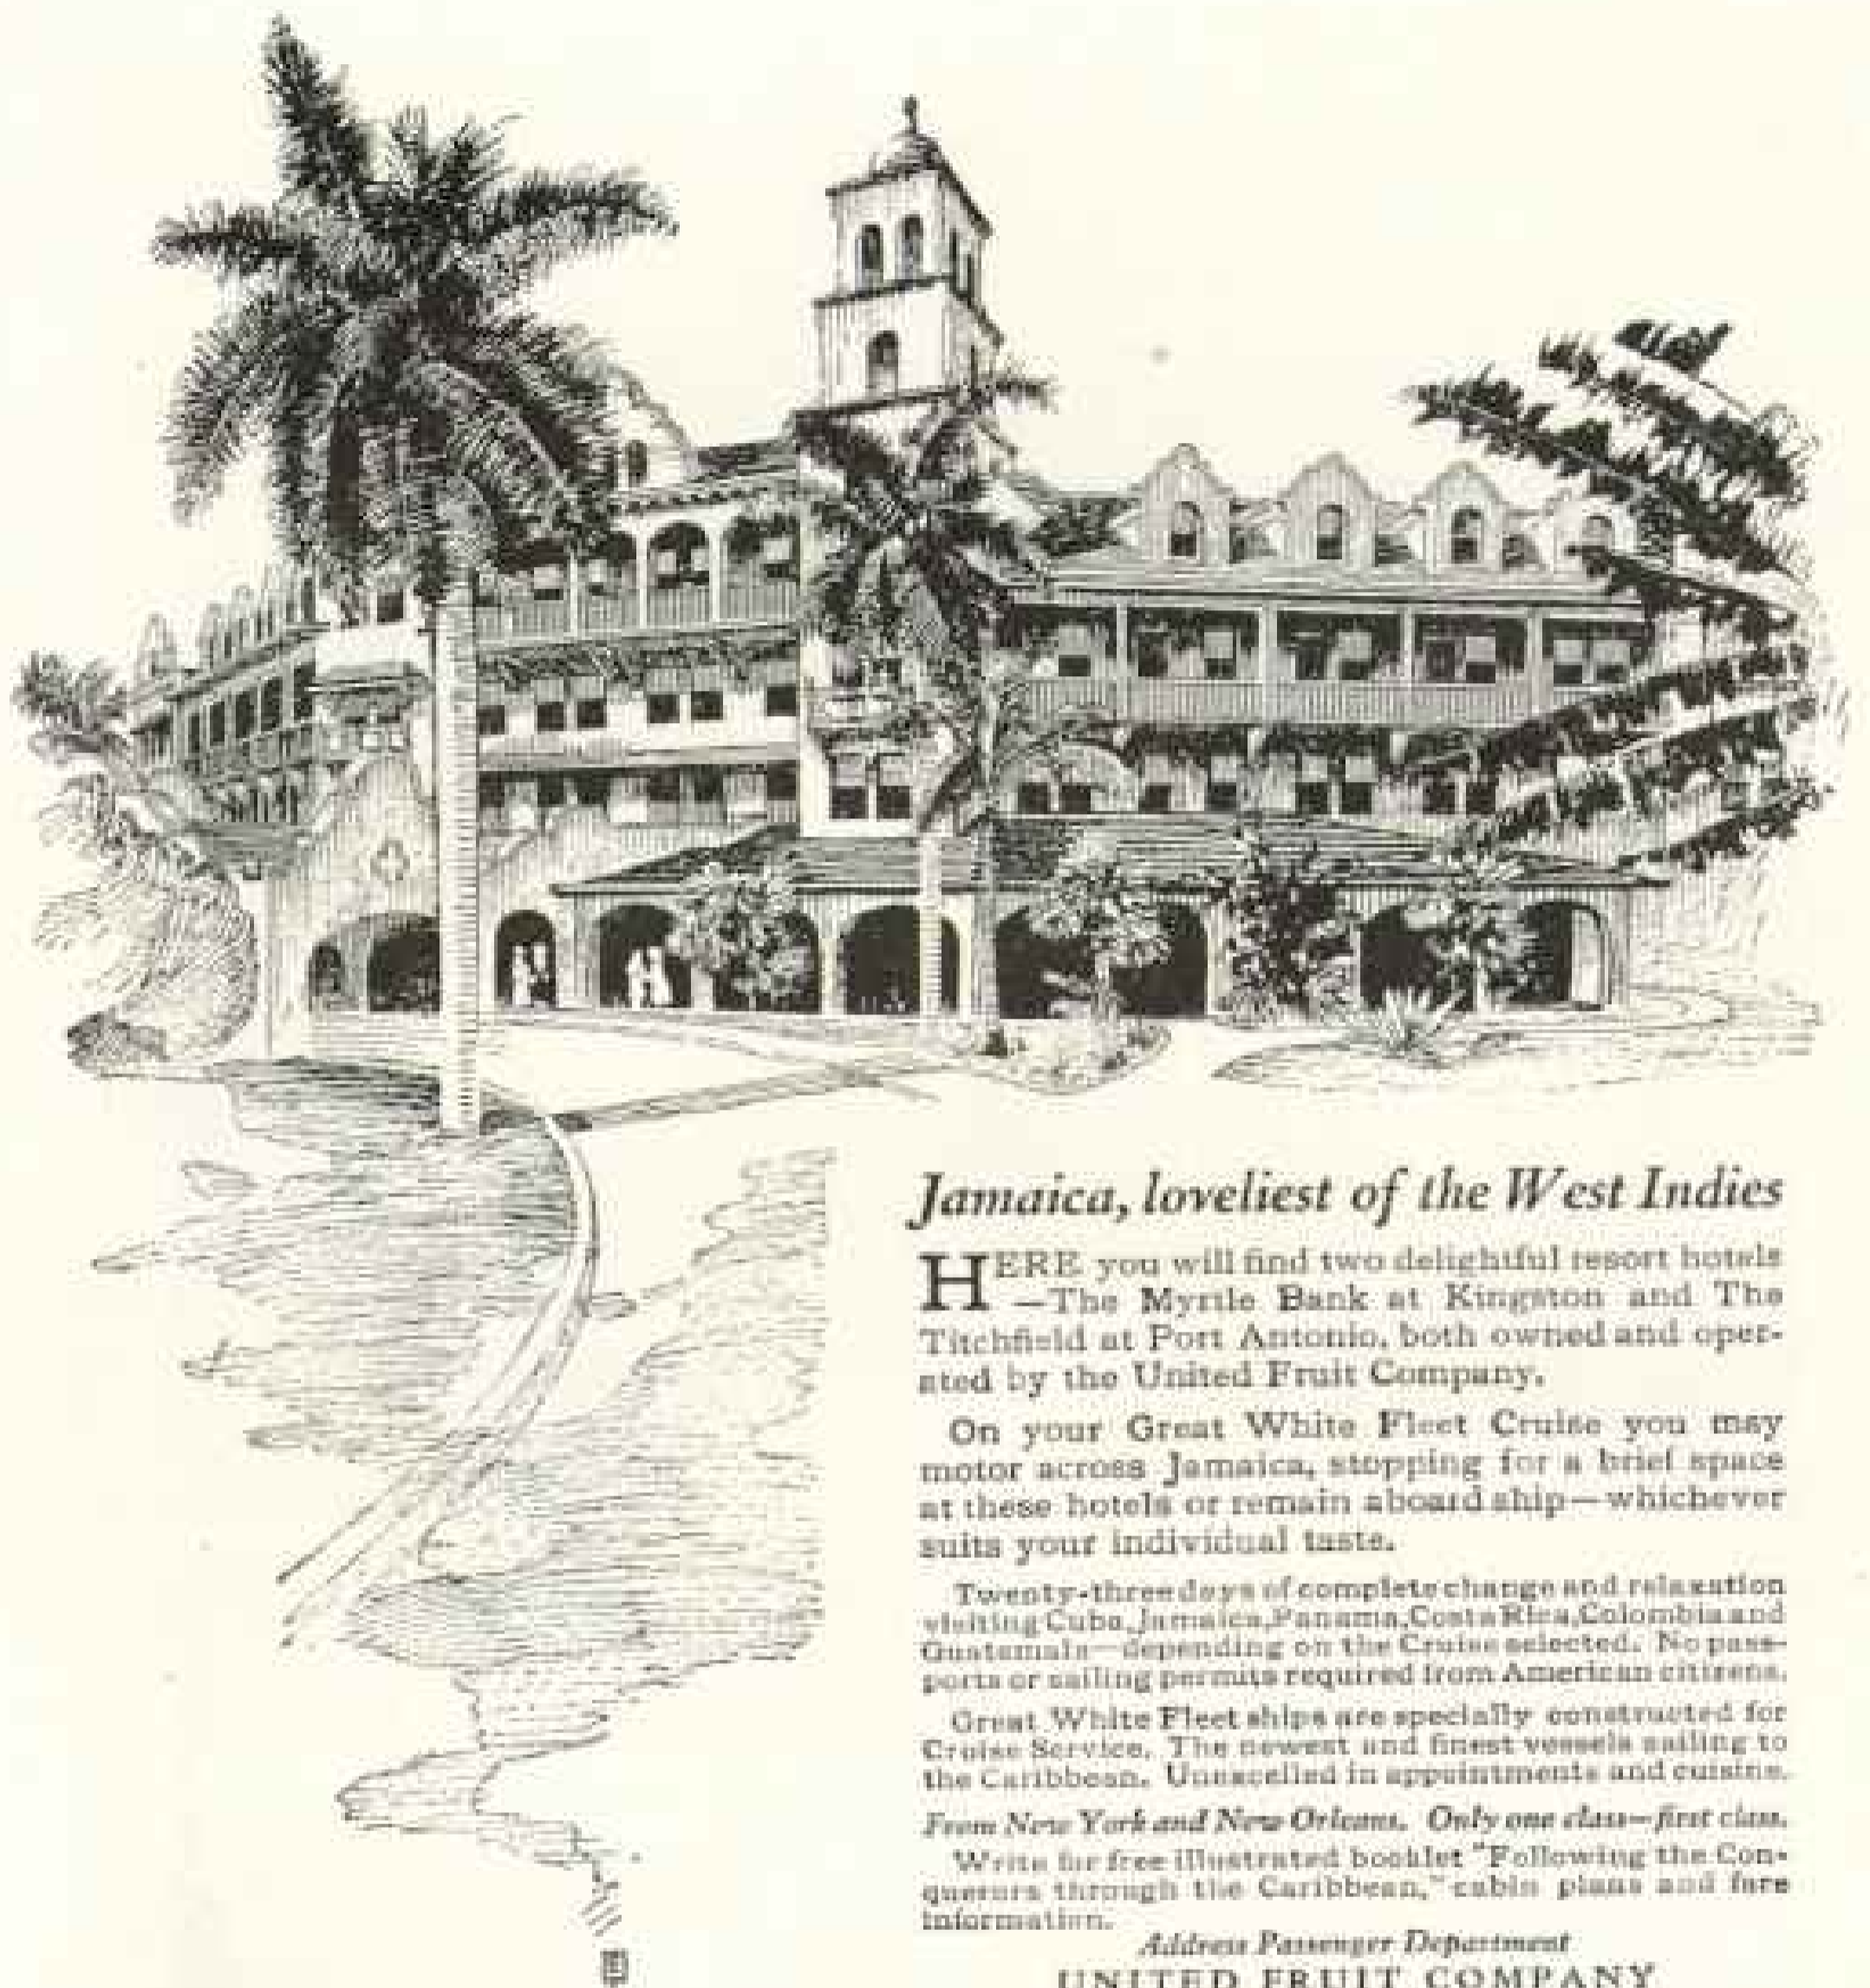 Jamaica, loveliest of the West Indies
HERE you will find two delightful resort hotels
—The Myrtle Bank at Kingston and The
Titchfield at Port Antonio, both owned and oper-
ated by the United Fruit Company.
On your Great White Fleet Cruise you may
motor across Jamaica, stopping for a brief space
at these hotels or remain aboard ship—whichever
suits your individual taste.
Twenty-three days of complete change and relaxation
visiting Cuba, Jamaica, Panama, Costa Rica, Colombia and
Guatemala—depending on the Cruise selected. No pass-
ports or sailing permits required from American citizens.
Great White Fleet ships are specially constructed for
Cruise Service. The newest and finest vessels sailing to
the Caribbean. Unexcelled in appointments and cuisine.
From New York and New Orleans. Only one class—first class.
Write for free illustrated booklet "Following the Con-
querors through the Caribbean," cabin plans and fare
information.
Address Passenger Department
UNITED FRUIT COMPANY